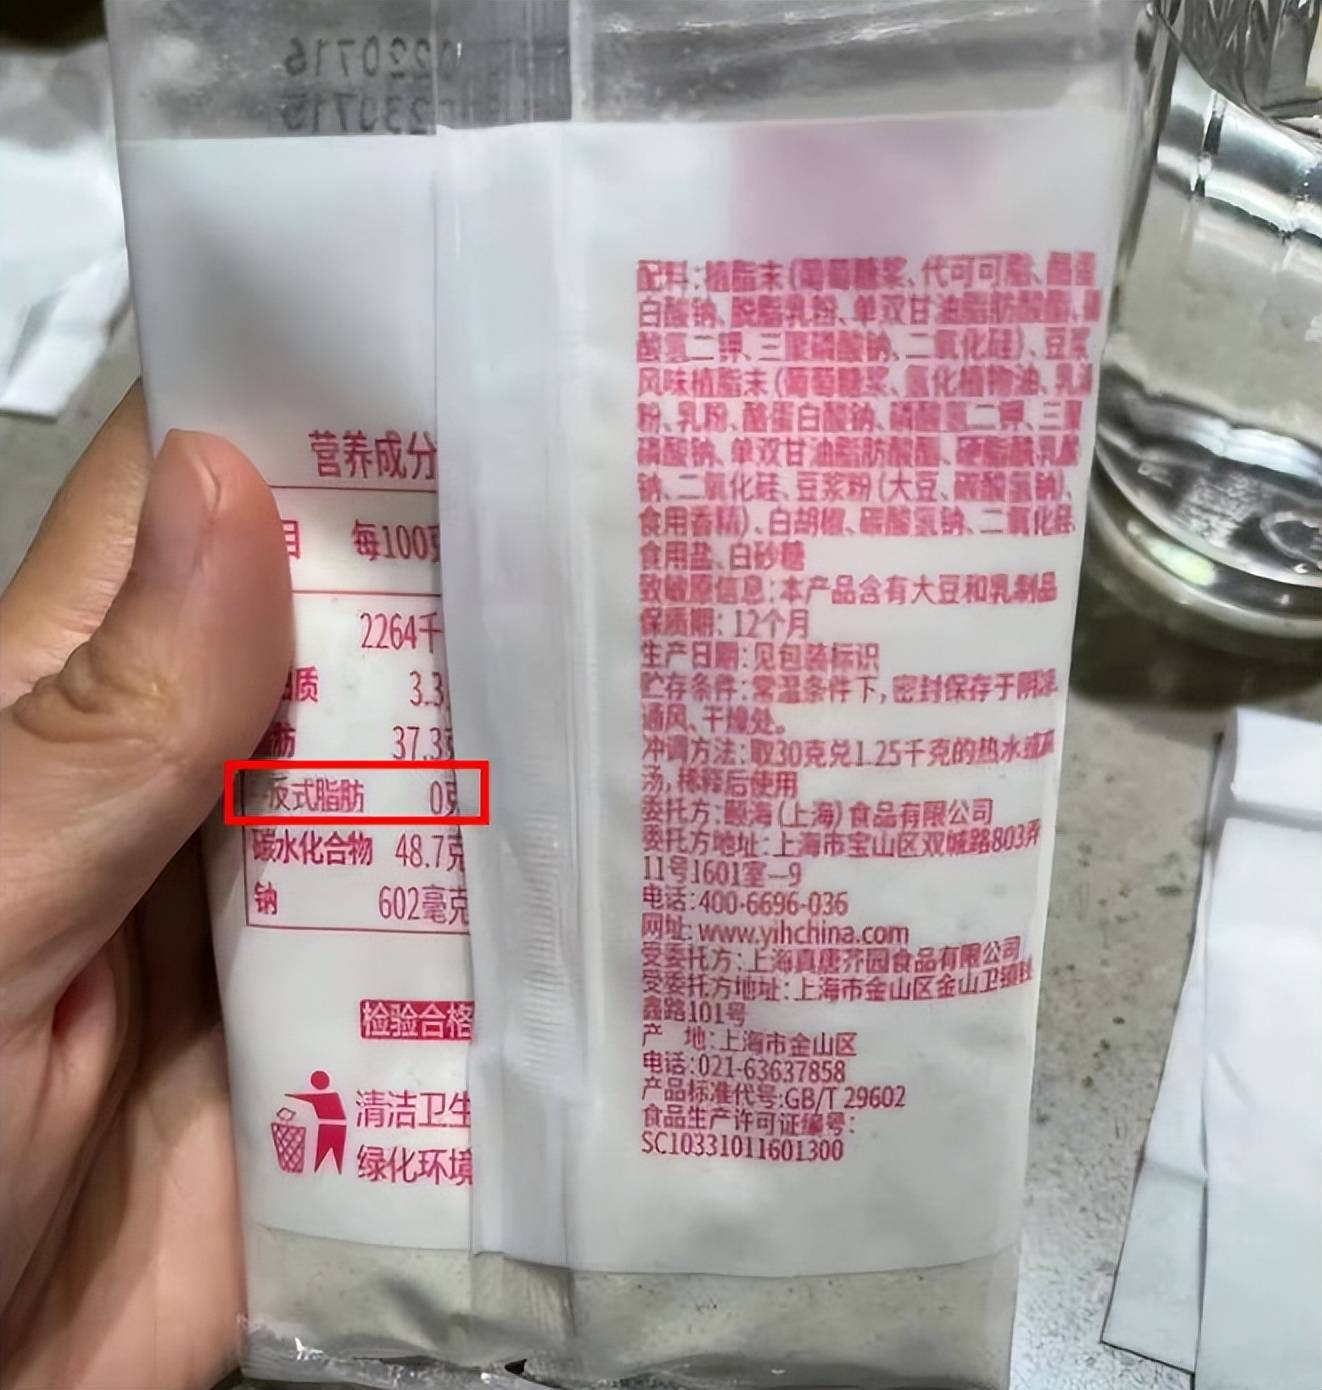 营养成分
目 每100克
2264千
白质 3.3
脂肪 37.3克
反式脂肪 0克
碳水化合物 48.7克
钠 602毫克
检验合格
清洁卫生
绿化环境
配料:植脂末(葡萄糖浆、代可可脂、酪蛋
白酸钠、脱脂乳粉、单双甘油脂肪酸酯、磷
酸氢二钾、三聚磷酸钠、二氧化硅)、豆浆
风味植脂末(葡萄糖浆、氢化植物油、乳清
粉、乳粉、酪蛋白酸钠、磷酸氢二钾、三聚
磷酸钠、单双甘油脂肪酸酯、硬脂酰乳酸
钠、二氧化硅、豆浆粉(大豆、碳酸氢钠)、
食用香精)、白胡椒、碳酸氢钠、二氧化硅、
食用盐、白砂糖
致敏原信息:本产品含有大豆和乳制品
保质期:12个月
生产日期:见包装标识
贮存条件:常温条件下,密封保存于阴凉、
通风、干燥处。
冲调方法:取30克兑1.25千克的热水或高
汤,稀释后使用
委托方:颐海(上海)食品有限公司
委托方地址:上海市宝山区双城路803弄
11号1601室-9
电话:400-6696-036
网址:www.yihchina.com
受委托方:上海真唐芥园食品有限公司
受委托方地址:上海市金山区金山卫镇钱
鑫路101号
产 地:上海市金山区
电话:021-63637858
产品标准代号:GB/T 29602
食品生产许可证编号:
SC10331011601300